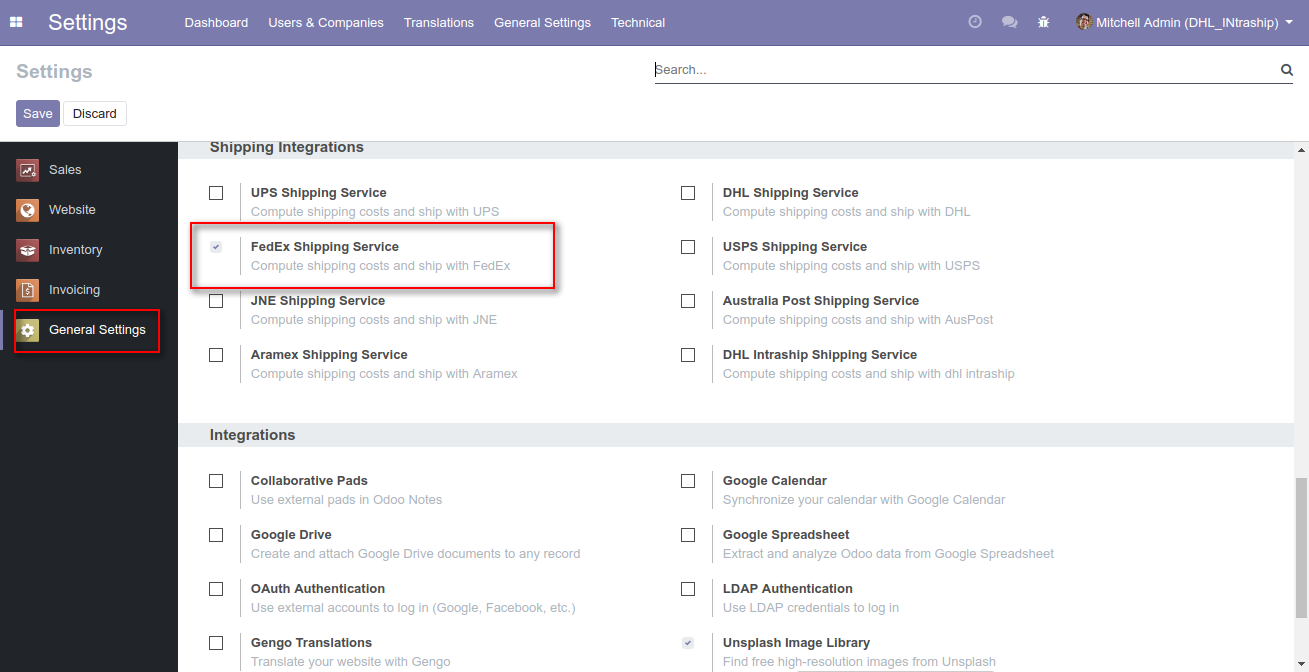 Settings
Dashboard
Users & Companies
Translations
General Settings
Technical
Mitchell Admin (DHL_INtraship)
Settings
Search...
Save
Discard
Sales
Website
Inventory
Invoicing
General Settings
Shipping Integrations
UPS Shipping Service
Compute shipping costs and ship with UPS
DHL Shipping Service
Compute shipping costs and ship with DHL
FedEx Shipping Service
Compute shipping costs and ship with FedEx
USPS Shipping Service
Compute shipping costs and ship with USPS
JNE Shipping Service
Compute shipping costs and ship with JNE
Australia Post Shipping Service
Compute shipping costs and ship with AusPost
Aramex Shipping Service
Compute shipping costs and ship with Aramex
DHL Intraship Shipping Service
Compute shipping costs and ship with dhl intraship
Integrations
Collaborative Pads
Use external pads in Odoo Notes
Google Calendar
Synchronize your calendar with Google Calendar
Google Drive
Create and attach Google Drive documents to any record
Google Spreadsheet
Extract and analyze Odoo data from Google Spreadsheet
OAuth Authentication
Use external accounts to log in (Google, Facebook, etc.)
LDAP Authentication
Use LDAP credentials to log in
Gengo Translations
Translate your website with Gengo
Unsplash Image Library
Find free high-resolution images from Unsplash